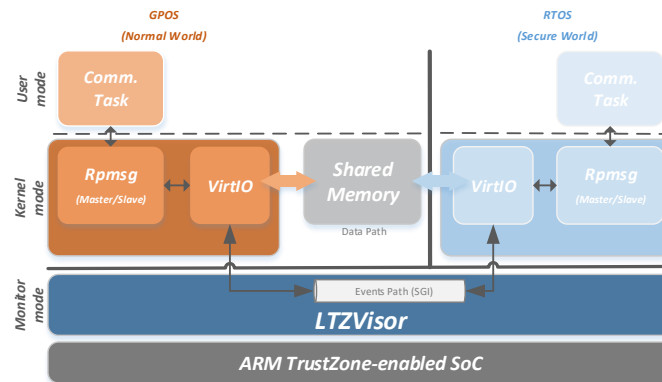 GPOS
(Normal World)
RTOS
(Secure World)
User
mode
Comm.
Task
Comm.
Task
Kernel
mode
Rpmsg
(Master/Slave)
VirtIO
Shared
Memory
Data Path
VirtIO
Rpmsg
(Master/Slave)
Monitor
mode
Events Path (SGI)
LTZVisor
ARM TrustZone-enabled SoC